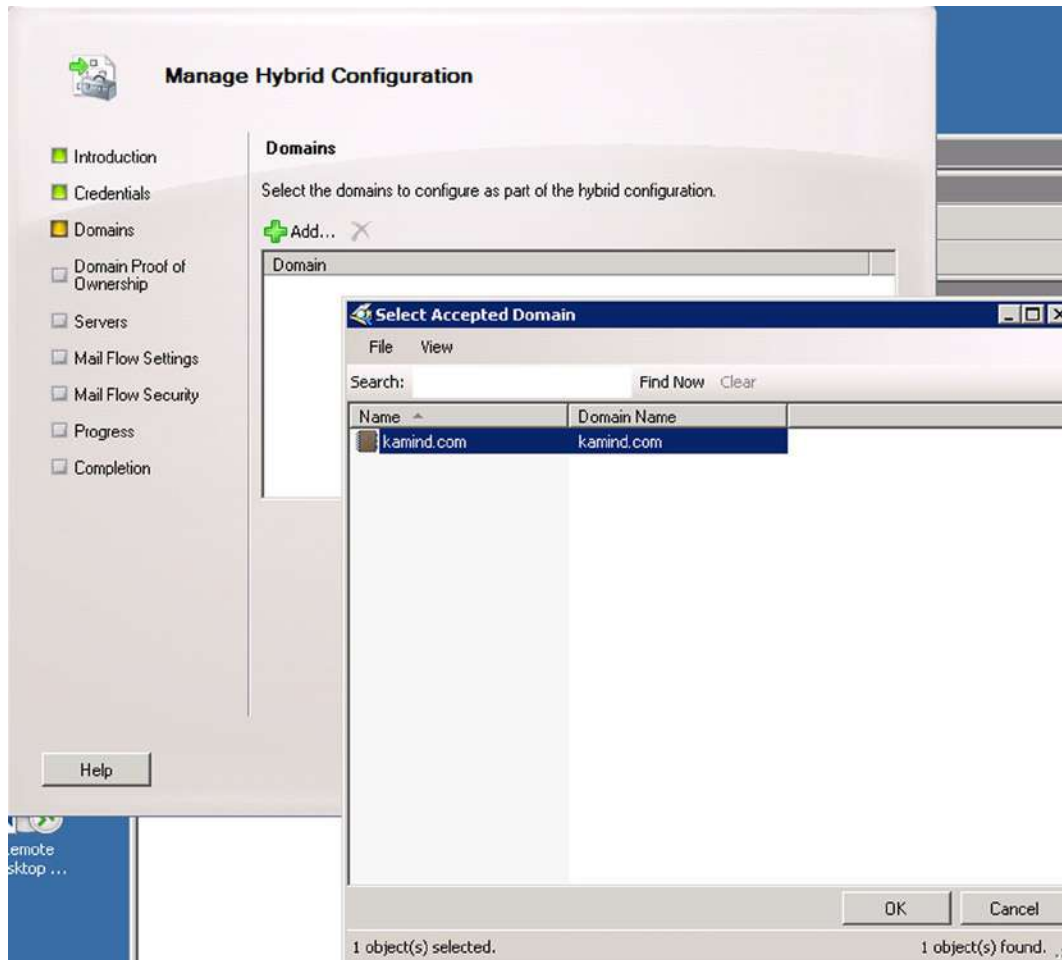 Manage Hybrid Configuration
Introduction
Credentials
Domains
Domain Proof of
Ownership
Servers
Mail Flow Settings
Mail Flow Security
Progress
Completion
Domains
Select the domains to configure as part of the hybrid configuration.
Add...
Domain
Select Accepted Domain
File View
Search: Find Now Clear
Name Domain Name
kamind.com kamind.com
Help
emote
sktop ...
OK Cancel
1 object(s) selected. 1 object(s) found.